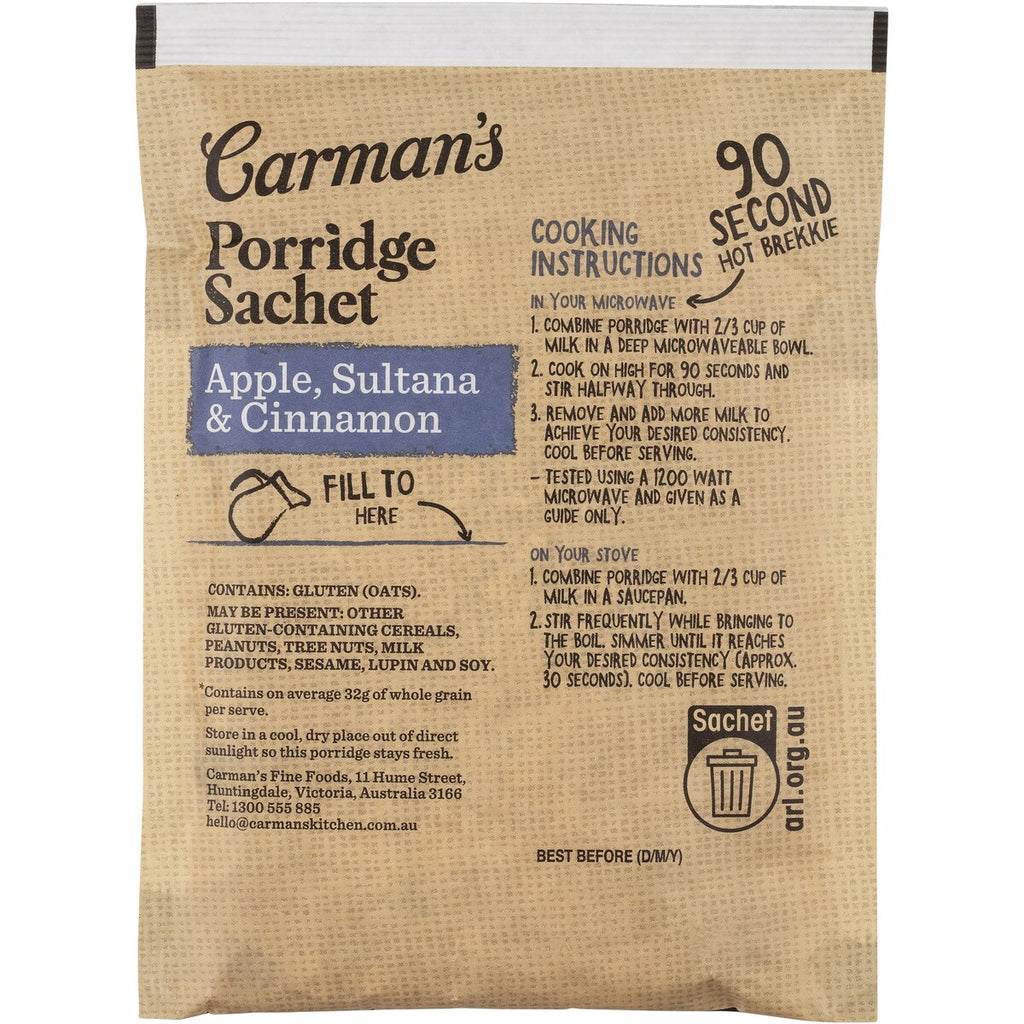 Carman's
Porridge
Sachet
Apple, Sultana
& Cinnamon
FILL TO
HERE
CONTAINS: GLUTEN (OATS).
MAY BE PRESENT: OTHER
GLUTEN-CONTAINING CEREALS,
PEANUTS, TREE NUTS, MILK
PRODUCTS, SESAME, LUPIN AND SOY.
*Contains on average 32g of whole grain
per serve.
Store in a cool, dry place out of direct
sunlight so this porridge stays fresh.
Carman's Fine Foods, 11 Hume Street,
Huntingdale, Victoria, Australia 3166
Tel: 1300 555 885
hello@carmanskitchen.com.au
90
SECOND
HOT BREKKIE
COOKING
INSTRUCTIONS
IN YOUR MICROWAVE
1. COMBINE PORRIDGE WITH 2/3 CUP OF
MILK IN A DEEP MICROWAVEABLE BOWL.
2. COOK ON HIGH FOR 90 SECONDS AND
STIR HALFWAY THROUGH.
3. REMOVE AND ADD MORE MILK TO
ACHIEVE YOUR DESIRED CONSISTENCY.
COOL BEFORE SERVING.
– TESTED USING A 1200 WATT
MICROWAVE AND GIVEN AS A
GUIDE ONLY.
ON YOUR STOVE
1. COMBINE PORRIDGE WITH 2/3 CUP OF
MILK IN A SAUCEPAN.
2. STIR FREQUENTLY WHILE BRINGING TO
THE BOIL. SIMMER UNTIL IT REACHES
YOUR DESIRED CONSISTENCY (APPROX.
30 SECONDS). COOL BEFORE SERVING.
Sachet
arl.org.au
BEST BEFORE (D/M/Y)